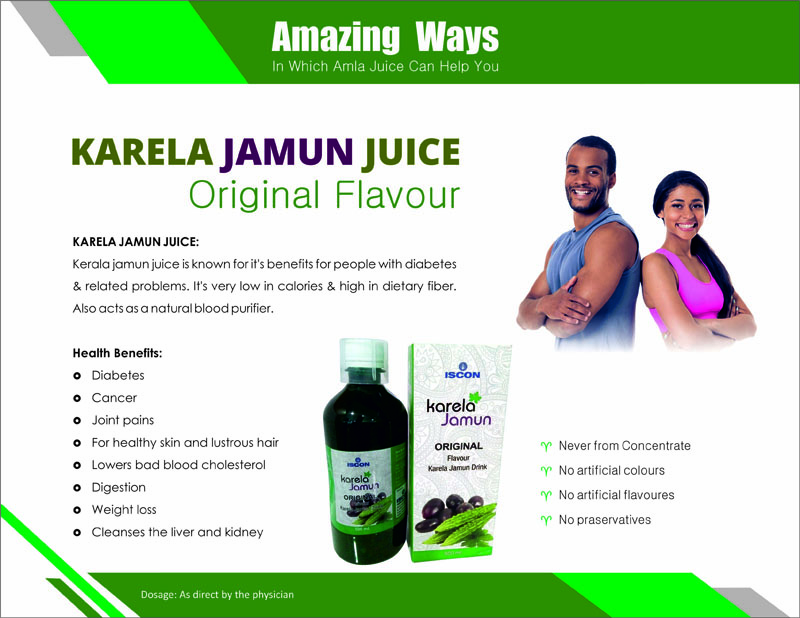 Amazing Ways
In Which Amla Juice Can Help You
KARELA JAMUN JUICE
Original Flavour
KARELA JAMUN JUICE:
Kerala jamun juice is known for it's benefits for people with diabetes
& related problems. It's very low in calories & high in dietary fiber.
Also acts as a natural blood purifier.
Health Benefits:
Diabetes
Cancer
Joint pains
For healthy skin and lustrous hair
Lowers bad blood cholesterol
Digestion
Weight loss
Cleanses the liver and kidney
ISCON
karela
Jamun
ORIGINAL
ISCON
karela
Jamun
ORIGINAL
Flavour
Karela Jamun Drink
Never from Concentrate
No artificial colours
No artificial flavoures
No praservatives
Dosage: As direct by the physician